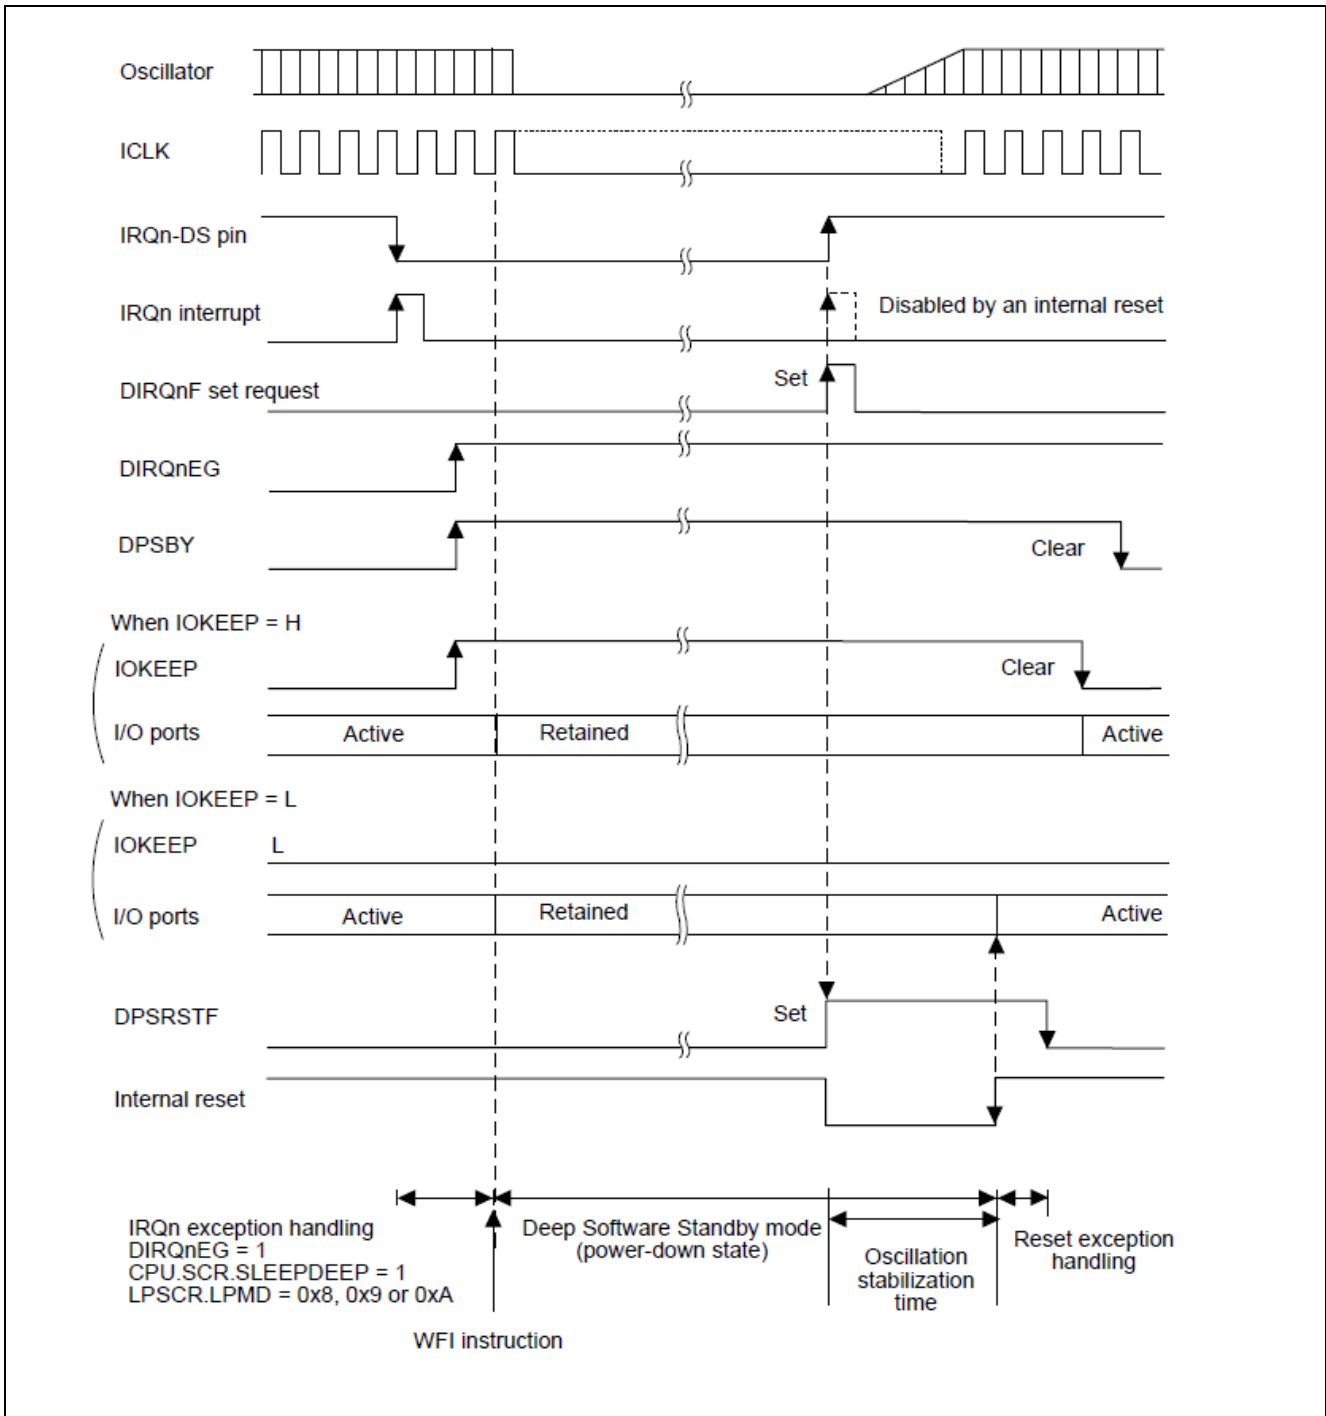 Oscillator
ICLK
IRQn-DS pin
IRQn interrupt
Disabled by an internal reset
DIRQnF set request
Set
DIRQnEG
DPSBY
Clear
When IOKEEP = H
IOKEEP
Clear
I/O ports
Active
Retained
Active
When IOKEEP = L
IOKEEP
L
I/O ports
Active
Retained
Active
DPSRSTF
Set
Internal reset
IRQn exception handling
DIRQnEG = 1
CPU.SCR.SLEEPDEEP = 1
LPSCR.LPMD = 0x8, 0x9 or 0xA
WFI instruction
Deep Software Standby mode
(power-down state)
Oscillation
stabilization
time
Reset exception
handling